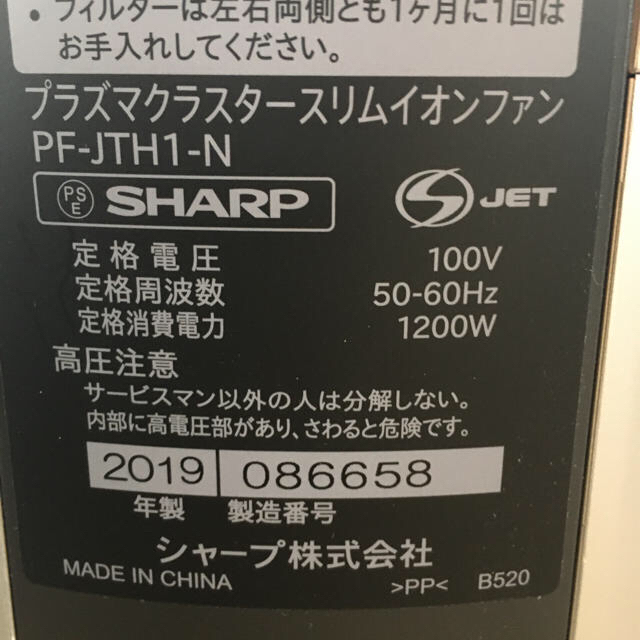 • フィルターは左右両側とも1ヶ月に1回は
お手入れしてください。
プラズマクラスタースリムイオンファン
PF-JTH1-N
PS E SHARP
S JET
定格電圧 100V
定格周波数 50-60Hz
定格消費電力 1200W
高圧注意
サービスマン以外の人は分解しない。
内部に高電圧部があり、さわると危険です。
2019 086658
年製 製造番号
シャープ株式会社
MADE IN CHINA >PP< B520